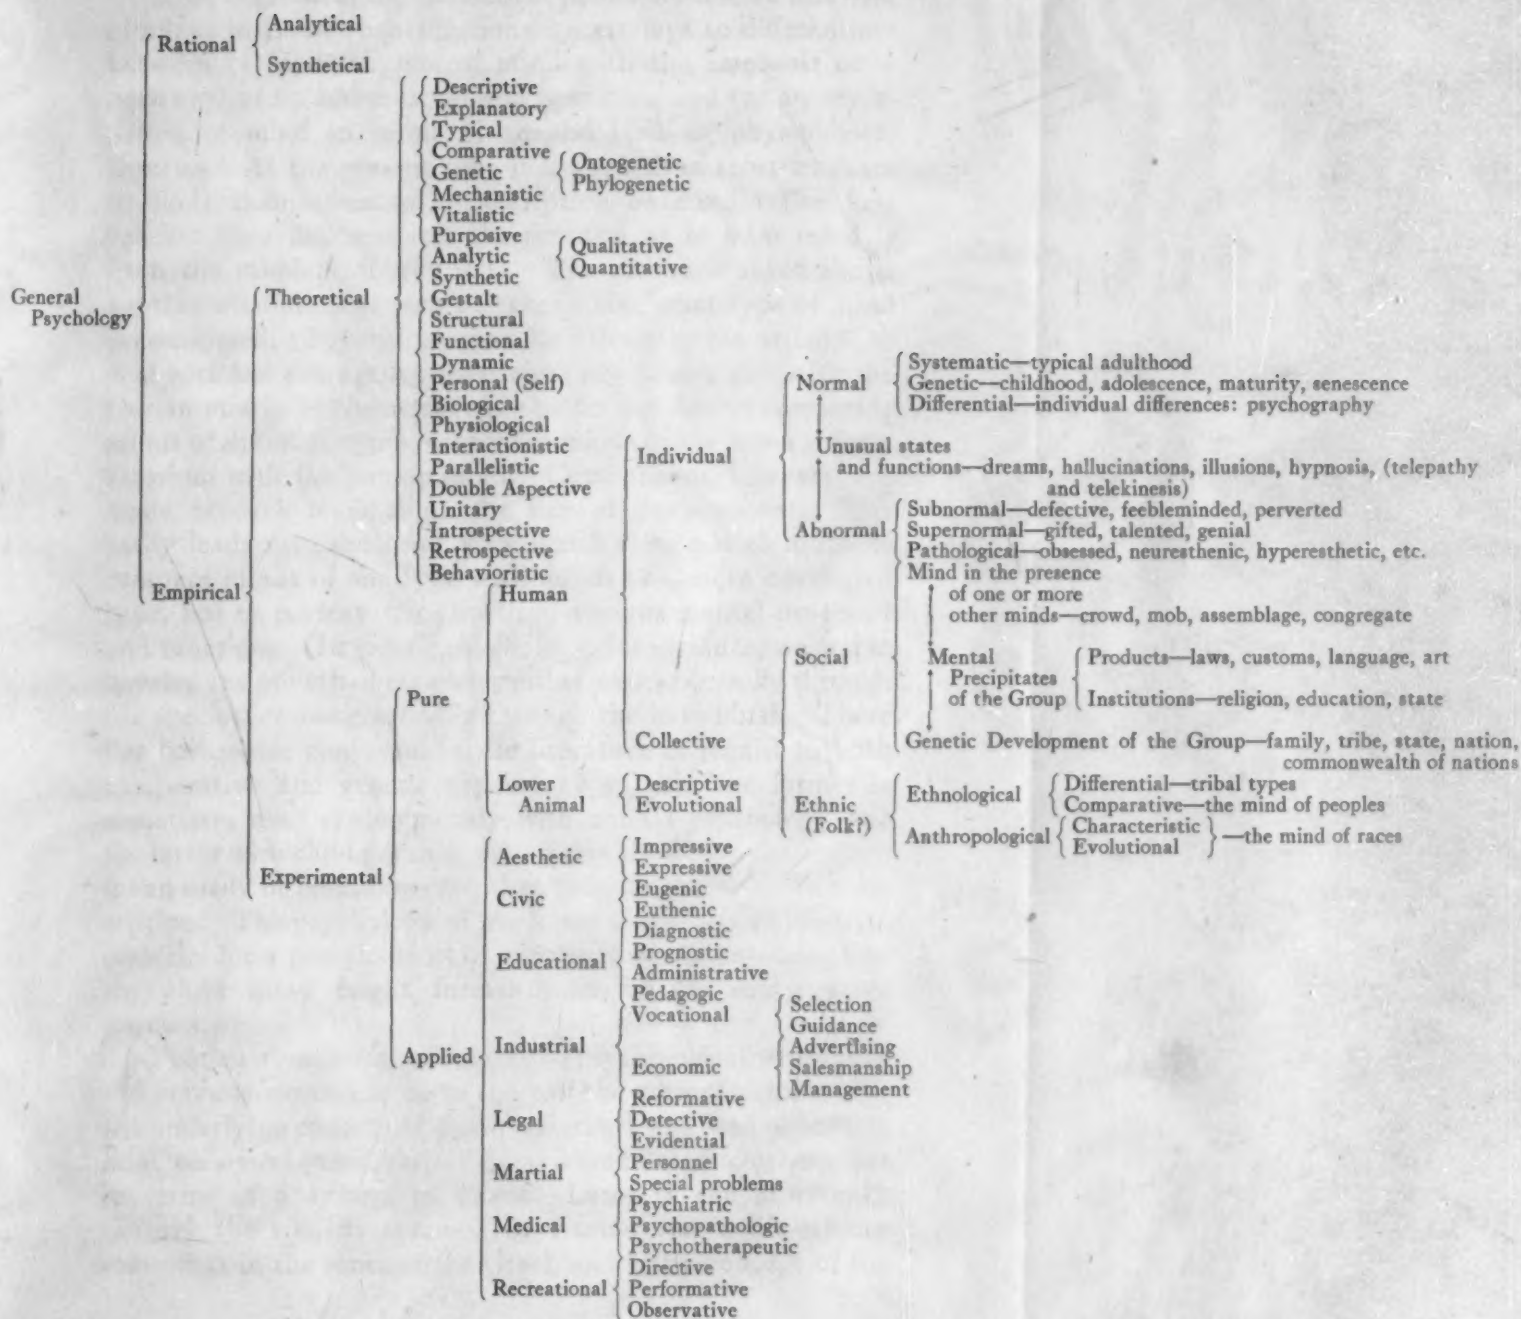 General
Psychology
Rational
Analytical
Synthetical
Empirical
Theoretical
Descriptive
Explanatory
Typical
Comparative
Genetic
Ontogenetic
Phylogenetic
Mechanistic
Vitalistic
Purposive
Analytic
Qualitative
Quantitative
Synthetic
Gestalt
Structural
Functional
Dynamic
Personal (Self)
Biological
Physiological
Interactionistic
Parallelistic
Double Aspective
Unitary
Introspective
Retrospective
Behavioristic
Experimental
Pure
Human
Individual
Normal
Systematic—typical adulthood
Genetic—childhood, adolescence, maturity, senescence
Differential—individual differences: psychography
Unusual states
and functions—dreams, hallucinations, illusions, hypnosis, (telepathy
and telekinesis)
Abnormal
Subnormal—defective, feebleminded, perverted
Supernormal—gifted, talented, genial
Pathological—obsessed, neuresthenic, hyperesthetic, etc.
Collective
Social
Mind in the presence
of one or more
other minds—crowd, mob, assemblage, congregate
Mental
Precipitates
of the Group
Products—laws, customs, language, art
Institutions—religion, education, state
Genetic Development of the Group—family, tribe, state, nation,
commonwealth of nations
Ethnic
(Folk?)
Ethnological
Differential—tribal types
Comparative—the mind of peoples
Anthropological
Characteristic
Evolutional
—the mind of races
Lower
Animal
Descriptive
Evolutional
Applied
Aesthetic
Impressive
Expressive
Civic
Eugenic
Euthenic
Educational
Diagnostic
Prognostic
Administrative
Pedagogic
Industrial
Vocational
Selection
Guidance
Economic
Advertising
Salesmanship
Management
Legal
Reformative
Detective
Evidential
Martial
Personnel
Special problems
Medical
Psychiatric
Psychopathologic
Psychotherapeutic
Recreational
Directive
Performative
Observative